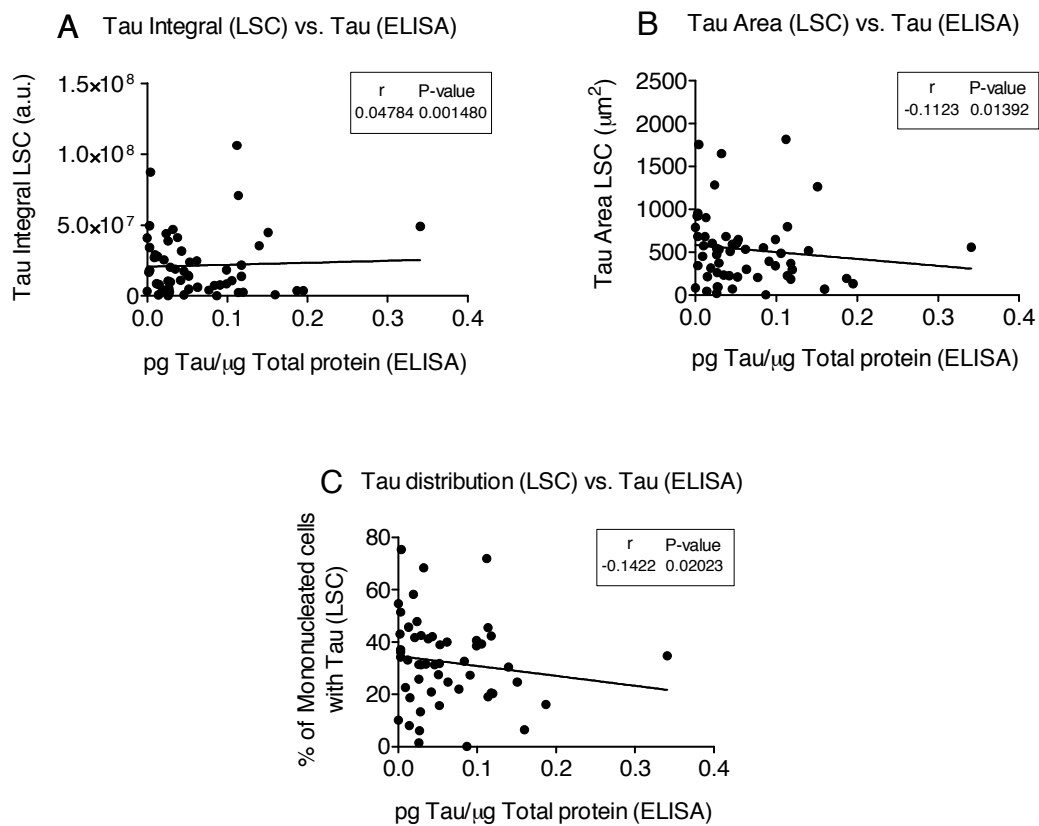 A Tau Integral (LSC) vs. Tau (ELISA)
Tau Integral LSC (a.u.)
1.5×10⁸
1.0×10⁸
5.0×10⁷
0
r P-value
0.04784 0.001480
0.0 0.1 0.2 0.3 0.4
pg Tau/μg Total protein (ELISA)
B Tau Area (LSC) vs. Tau (ELISA)
Tau Area LSC (μm²)
2500
2000
1500
1000
500
0
r P-value
-0.1123 0.01392
0.0 0.1 0.2 0.3 0.4
pg Tau/μg Total protein (ELISA)
C Tau distribution (LSC) vs. Tau (ELISA)
% of Mononucleated cells
with Tau (LSC)
80
60
40
20
0
r P-value
-0.1422 0.02023
0.0 0.1 0.2 0.3 0.4
pg Tau/μg Total protein (ELISA)